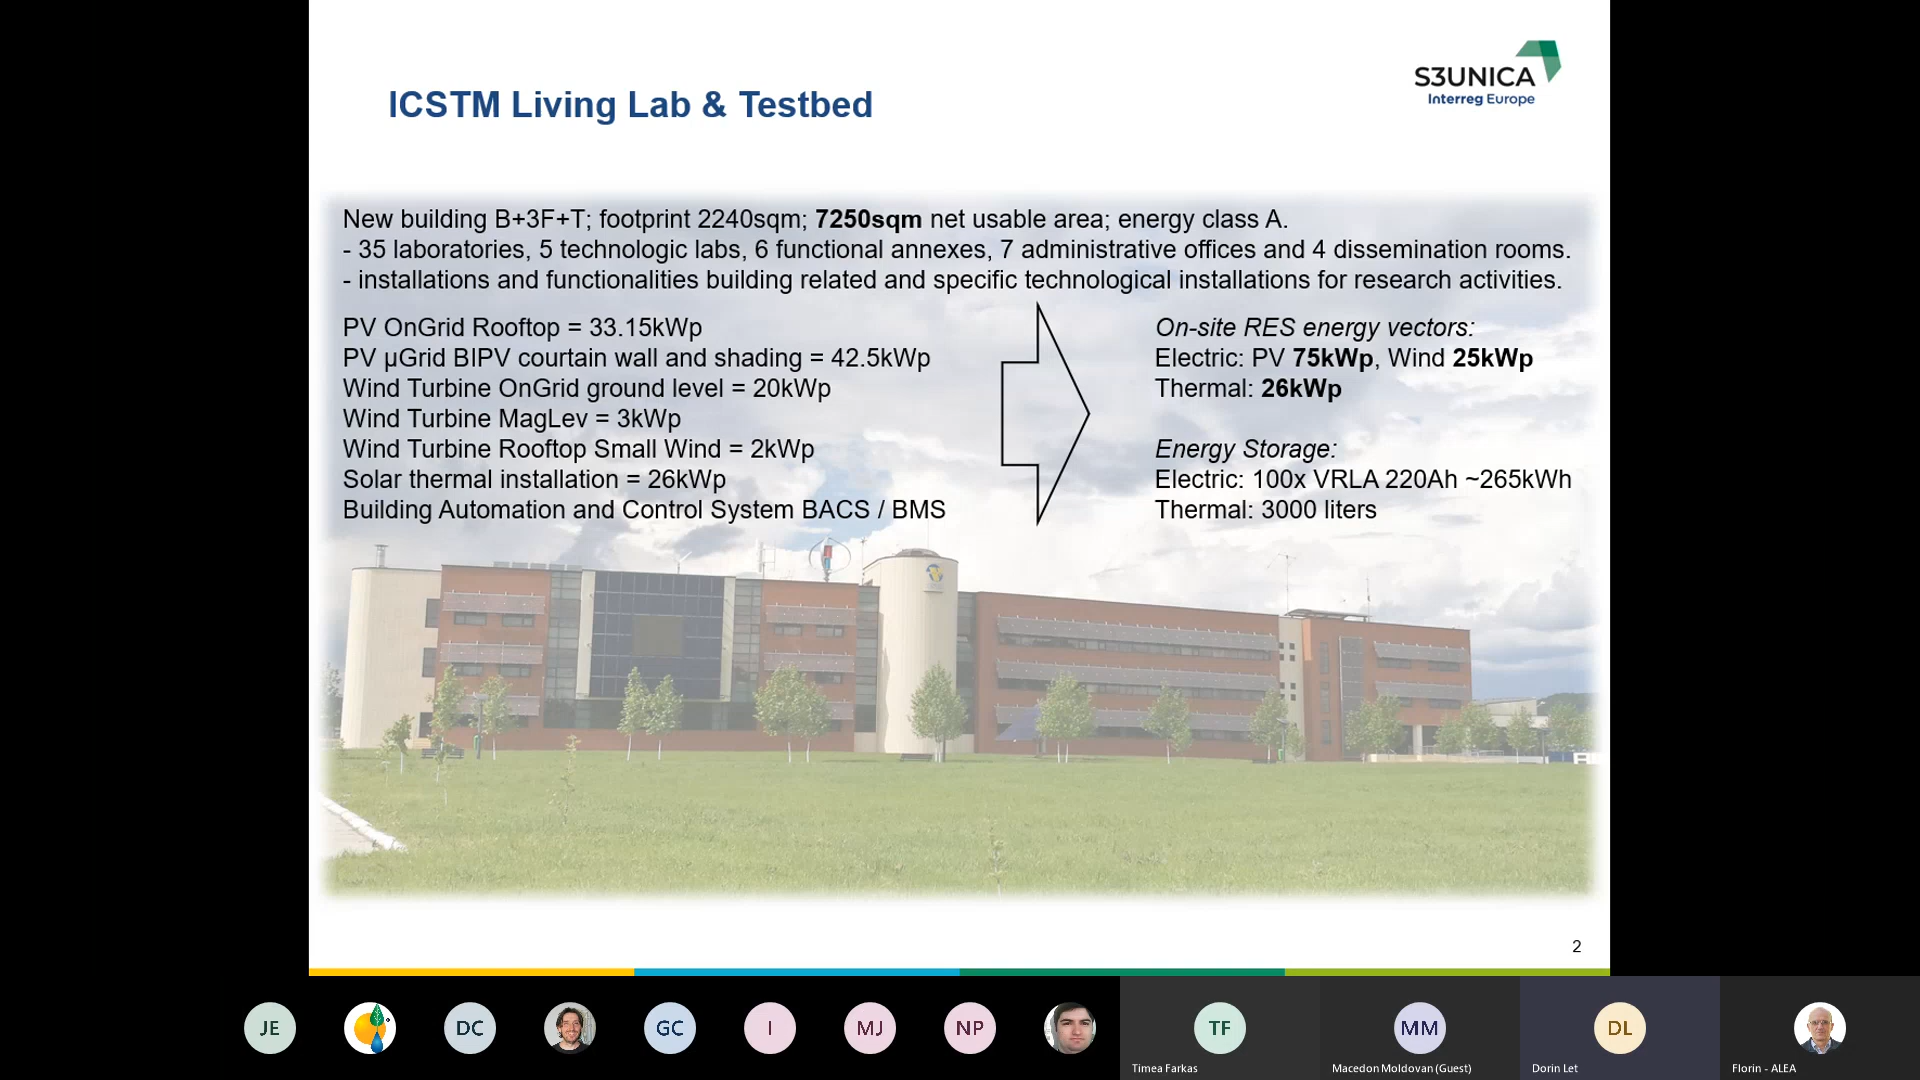 S3UNICA
Interreg Europe
ICSTM Living Lab & Testbed
New building B+3F+T; footprint 2240sqm; 7250sqm net usable area; energy class A.
- 35 laboratories, 5 technologic labs, 6 functional annexes, 7 administrative offices and 4 dissemination rooms.
- installations and functionalities building related and specific technological installations for research activities.
PV OnGrid Rooftop = 33.15kWp
PV µGrid BIPV courtain wall and shading = 42.5kWp
Wind Turbine OnGrid ground level = 20kWp
Wind Turbine MagLev = 3kWp
Wind Turbine Rooftop Small Wind = 2kWp
Solar thermal installation = 26kWp
Building Automation and Control System BACS / BMS
On-site RES energy vectors:
Electric: PV 75kWp, Wind 25kWp
Thermal: 26kWp
Energy Storage:
Electric: 100x VRLA 220Ah ~265kWh
Thermal: 3000 liters
2
JE
DC
GC
I
MJ
NP
TF
MM
DL
Timea Farkas
Macedon Moldovan (Guest)
Dorin Let
Florin - ALEA